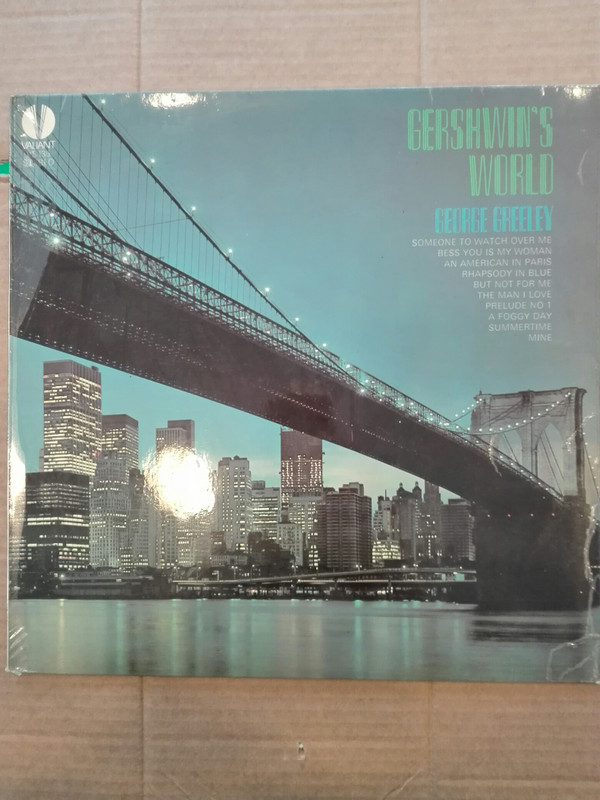 VALIANT
STEREO
GERSHWIN'S
WORLD
GEORGE GREELEY
SOMEONE TO WATCH OVER ME
BESS YOU IS MY WOMAN
AN AMERICAN IN PARIS
RHAPSODY IN BLUE
BUT NOT FOR ME
THE MAN I LOVE
PRELUDE NO 1
A FOGGY DAY
SUMMERTIME
MINE